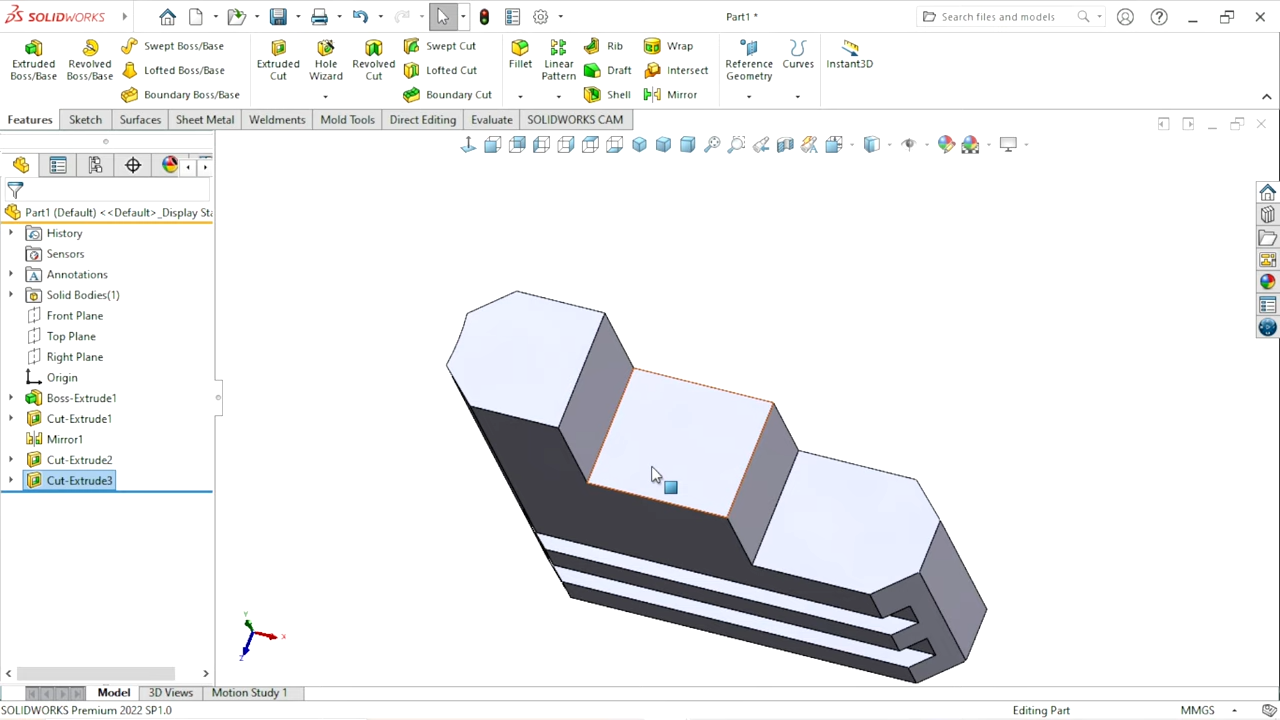 SOLIDWORKS
Part1 *
Search files and models
Extruded Boss/Base
Revolved Boss/Base
Swept Boss/Base
Lofted Boss/Base
Boundary Boss/Base
Extruded Cut
Hole Wizard
Revolved Cut
Swept Cut
Lofted Cut
Boundary Cut
Fillet
Linear Pattern
Rib
Draft
Shell
Wrap
Intersect
Mirror
Reference Geometry
Curves
Instant3D
Features
Sketch
Surfaces
Sheet Metal
Weldments
Mold Tools
Direct Editing
Evaluate
SOLIDWORKS CAM
Part1 (Default) <<Default>_Display Sta
History
Sensors
Annotations
Solid Bodies(1)
Front Plane
Top Plane
Right Plane
Origin
Boss-Extrude1
Cut-Extrude1
Mirror1
Cut-Extrude2
Cut-Extrude3
Y
X
Z
Model
3D Views
Motion Study 1
SOLIDWORKS Premium 2022 SP1.0
Editing Part
MMGS